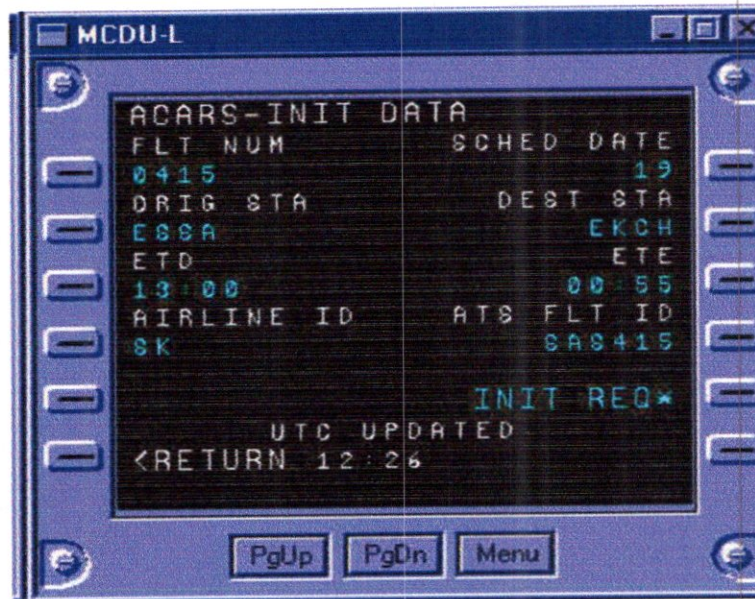 MCDU-L
ACARS-INIT DATA
FLT NUM SCHED DATE
0415 19
ORIG STA DEST STA
ESSA EKCH
ETD ETE
13:00 00:55
AIRLINE ID ATS FLT ID
SK SAS415
INIT REQ*
UTC UPDATED
<RETURN 12:26
PgUp PgDn Menu